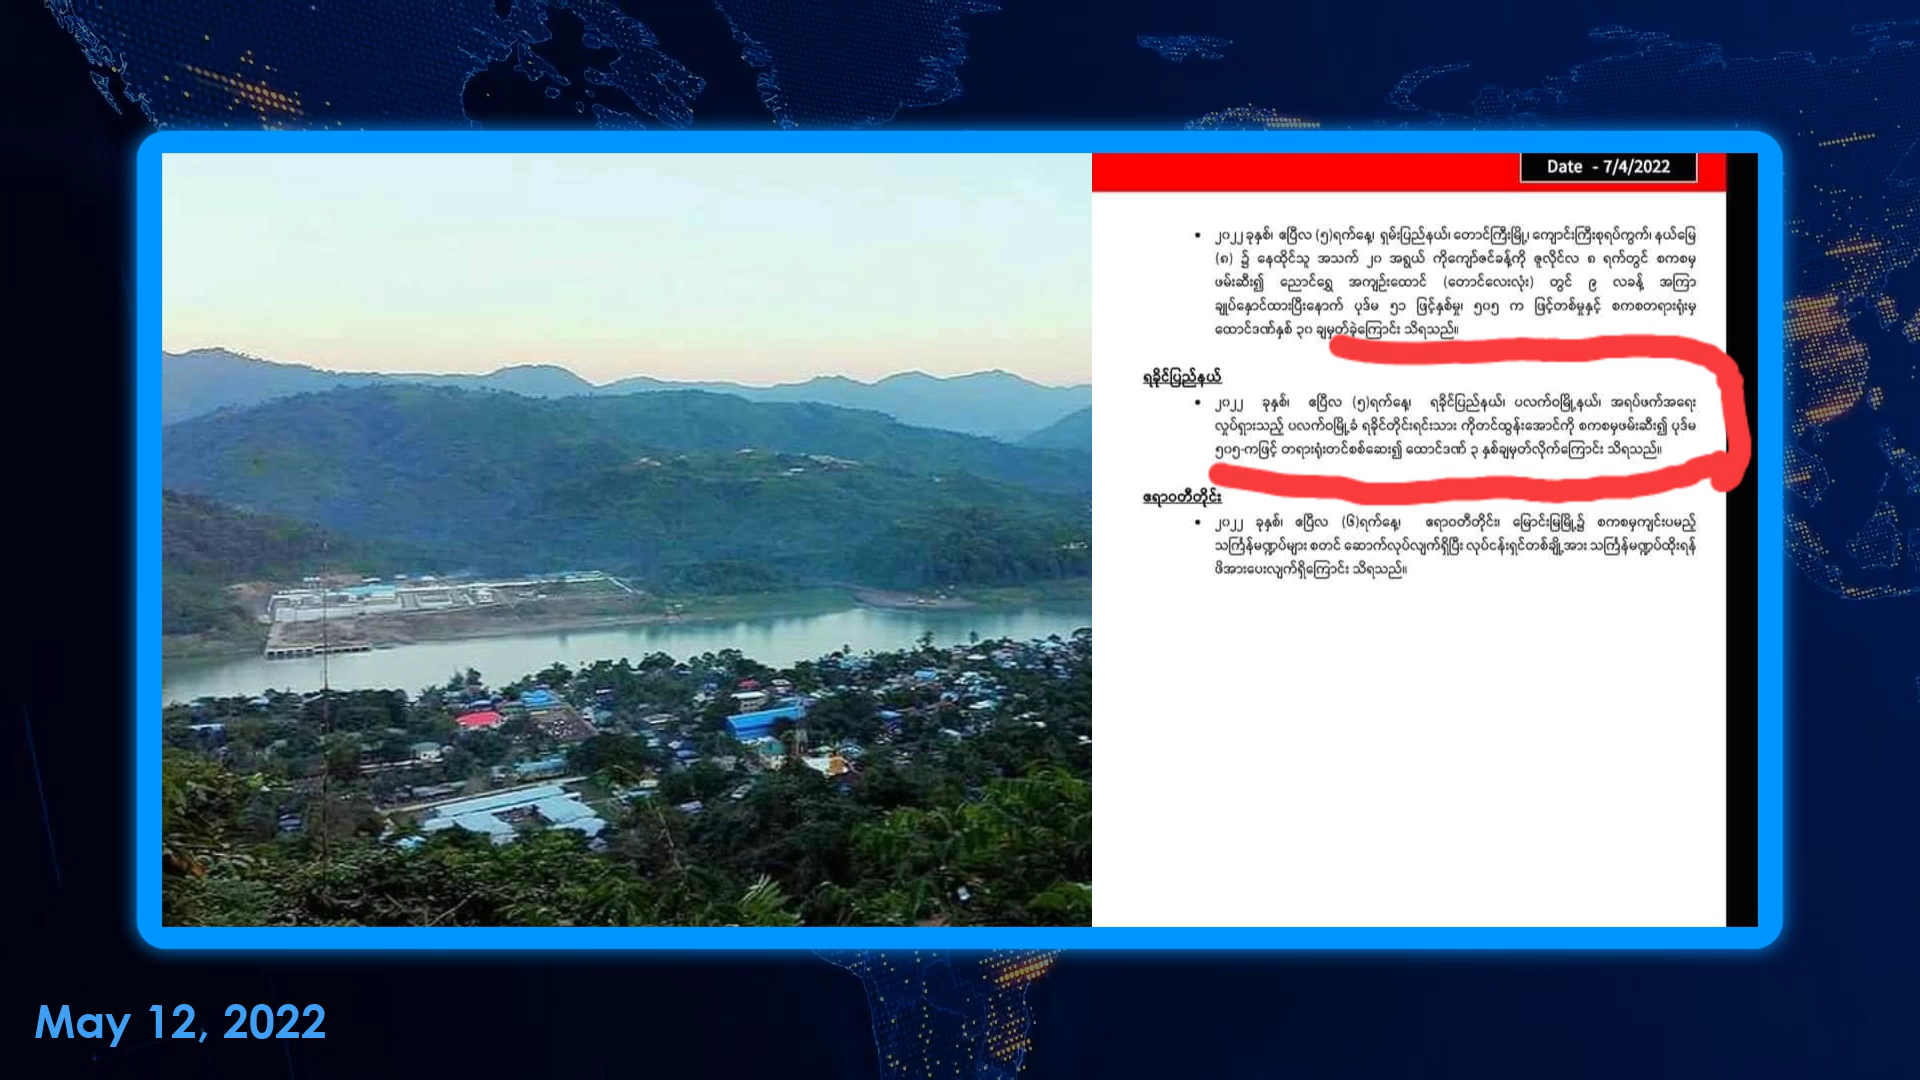 Date - 7/4/2022
• ၂၀၂၂ ခုနှစ်၊ ဧပြီလ (၅)ရက်နေ့၊ ရှမ်းပြည်နယ်၊ တောင်ကြီးမြို့၊ ကျောင်းကြီးစုရပ်ကွက်၊ နယ်မြေ
(၈) ၌ နေထိုင်သူ အသက် ၂၀ အရွယ် ကိုကျော်ဇင်ခန့်ကို ဇူလိုင်လ ၈ ရက်တွင် စကစမှ
ဖမ်းဆီး၍ ညောင်ရွှေ အကျဉ်းထောင် (တောင်လေးလုံး) တွင် ၉ လခန့် အကြာ
ချုပ်နှောင်ထားပြီးနောက် ပုဒ်မ ၅၁ ဖြင့်နှစ်မှု၊ ၅၀၅ က ဖြင့်တစ်မှုနှင့် စကစတရားရုံးမှ
ထောင်ဒဏ်နှစ် ၃၀ ချမှတ်ခဲ့ကြောင်း သိရသည်။
ရခိုင်ပြည်နယ်
• ၂၀၂၂ ခုနှစ်၊ ဧပြီလ (၅)ရက်နေ့၊ ရခိုင်ပြည်နယ်၊ ပလက်ဝမြို့နယ်၊ အရပ်ဖက်အရေး
လှုပ်ရှားသည့် ပလက်ဝမြို့ခံ ရခိုင်တိုင်းရင်းသား ကိုတင်ထွန်းအောင်ကို စကစမှဖမ်းဆီး၍ ပုဒ်မ
၅၀၅-ကဖြင့် တရားရုံးတင်စစ်ဆေး၍ ထောင်ဒဏ် ၃ နှစ်ချမှတ်လိုက်ကြောင်း သိရသည်။
ဧရာဝတီတိုင်း
• ၂၀၂၂ ခုနှစ်၊ ဧပြီလ (၆)ရက်နေ့၊ ဧရာဝတီတိုင်း၊ မြောင်းမြမြို့၌ စကစမှကျင်းပမည့်
သင်္ကြန်မဏ္ဍပ်များ စတင် ဆောက်လုပ်လျက်ရှိပြီး လုပ်ငန်းရှင်တစ်ချို့အား သင်္ကြန်မဏ္ဍပ်ထိုးရန်
ဖိအားပေးလျက်ရှိကြောင်း သိရသည်။
May 12, 2022